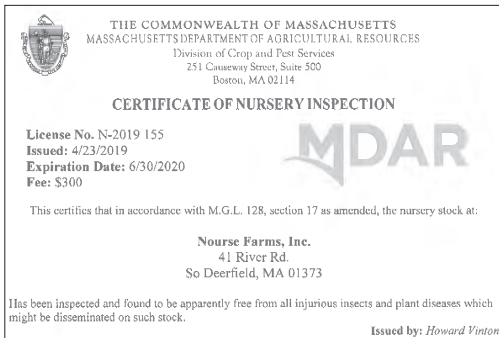 THE COMMONWEALTH OF MASSACHUSETTS
MASSACHUSETTS DEPARTMENT OF AGRICULTURAL RESOURCES
Division of Crop and Pest Services
251 Causeway Street, Suite 500
Boston, MA 02114
CERTIFICATE OF NURSERY INSPECTION
License No. N-2019 155
Issued: 4/23/2019
Expiration Date: 6/30/2020
Fee: $300
MDAR
This certifies that in accordance with M.G.L. 128, section 17 as amended, the nursery stock at:
Nourse Farms, Inc.
41 River Rd.
So Deerfield, MA 01373
Has been inspected and found to be apparently free from all injurious insects and plant diseases which
might be disseminated on such stock.
Issued by: Howard Vinton